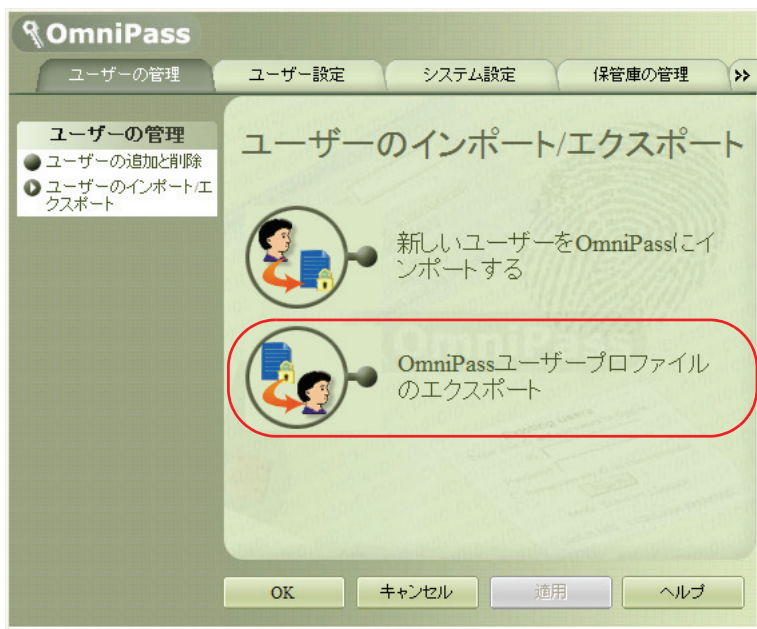 OmniPass
ユーザーの管理
ユーザー設定
システム設定
保管庫の管理
ユーザーの管理
ユーザーの追加と削除
ユーザーのインポート/エ
クスポート
ユーザーのインポート/エクスポート
新しいユーザーをOmniPassにイ
ンポートする
OmniPass
OmniPassユーザープロファイル
のエクスポート
OK
キャンセル
適用
ヘルプ